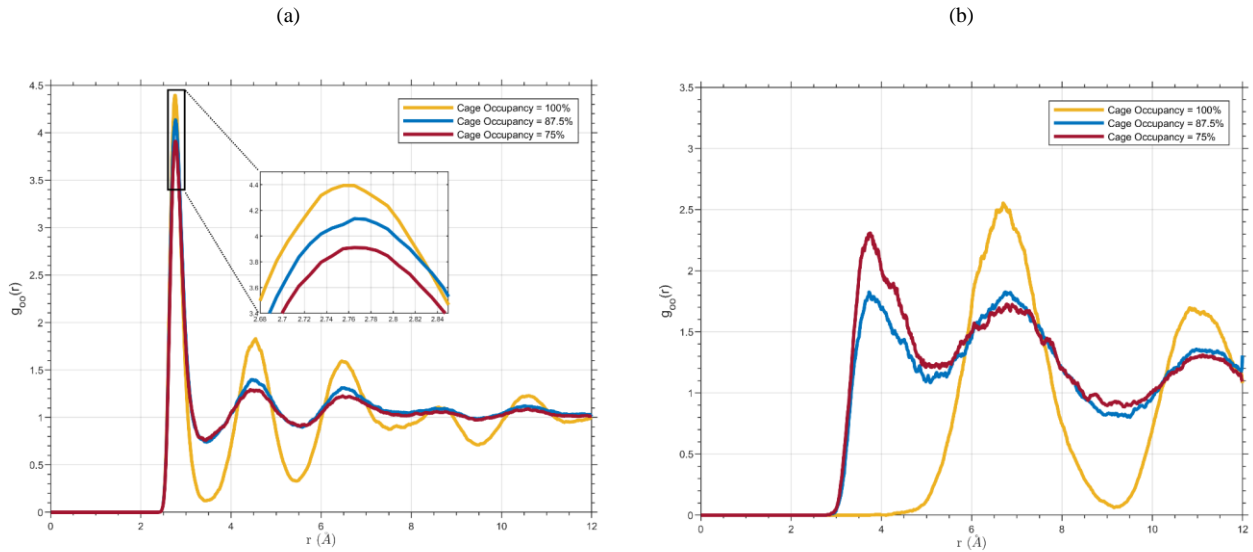 (a)
(b)
4.5
4
3.5
3
2.5
2
1.5
1
0.5
0
g_oo(r)
Cage Occupancy = 100%
Cage Occupancy = 87.5%
Cage Occupancy = 75%
4.4
4.2
4
3.8
3.6
3.4
2.68 2.7 2.72 2.74 2.76 2.78 2.8 2.82 2.84
0 2 4 6 8 10 12
r (Å)
3.5
3
2.5
2
1.5
1
0.5
0
g_oo(r)
Cage Occupancy = 100%
Cage Occupancy = 87.5%
Cage Occupancy = 75%
0 2 4 6 8 10 12
r (Å)